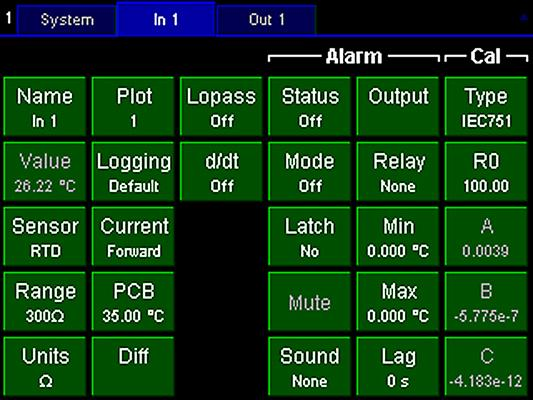 1 System In 1 Out 1
Alarm Cal
Name Plot Lopass Status Output Type
In 1 1 Off Off IEC751
Value Logging d/dt Mode Relay R0
26.22 °C Default Off Off None 100.00
Sensor Current Latch Min A
RTD Forward No 0.000 °C 0.0039
Range PCB Mute Max B
300Ω 35.00 °C 0.000 °C -5.775e-7
Units Diff Sound Lag C
Ω None 0 s -4.183e-12